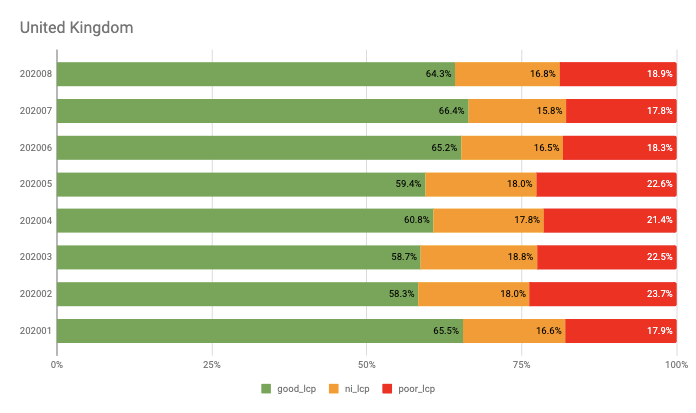 United Kingdom
202008 64.3% 16.8% 18.9%
202007 66.4% 15.8% 17.8%
202006 65.2% 16.5% 18.3%
202005 59.4% 18.0% 22.6%
202004 60.8% 17.8% 21.4%
202003 58.7% 18.8% 22.5%
202002 58.3% 18.0% 23.7%
202001 65.5% 16.6% 17.9%
0% 25% 50% 75% 100%
good_lcp ni_lcp poor_lcp